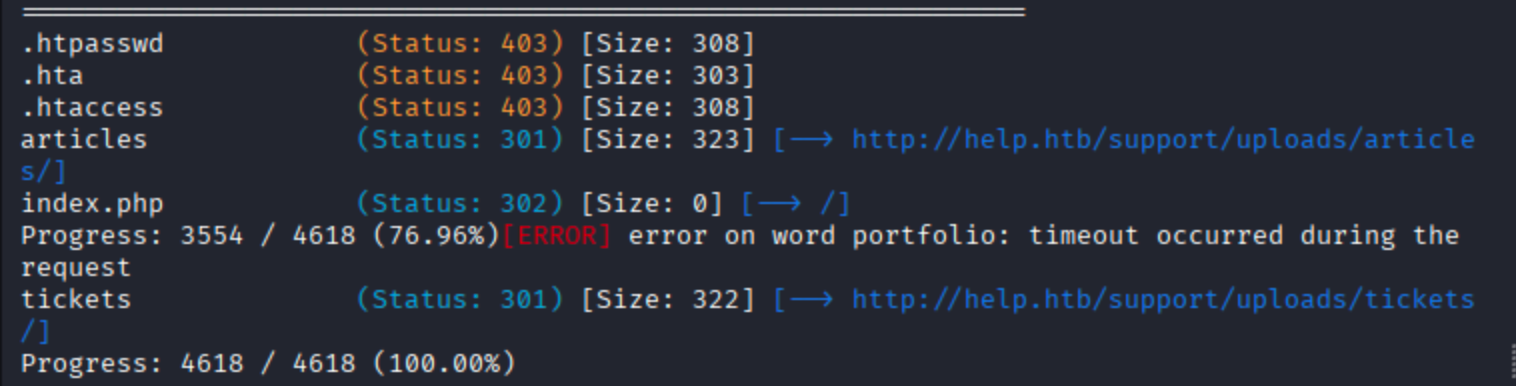 .htpasswd (Status: 403) [Size: 308]
.hta (Status: 403) [Size: 303]
.htaccess (Status: 403) [Size: 308]
articles (Status: 301) [Size: 323] [--> http://help.htb/support/uploads/article
s/]
index.php (Status: 302) [Size: 0] [--> /]
Progress: 3554 / 4618 (76.96%)[ERROR] error on word portfolio: timeout occurred during the
request
tickets (Status: 301) [Size: 322] [--> http://help.htb/support/uploads/tickets
/]
Progress: 4618 / 4618 (100.00%)